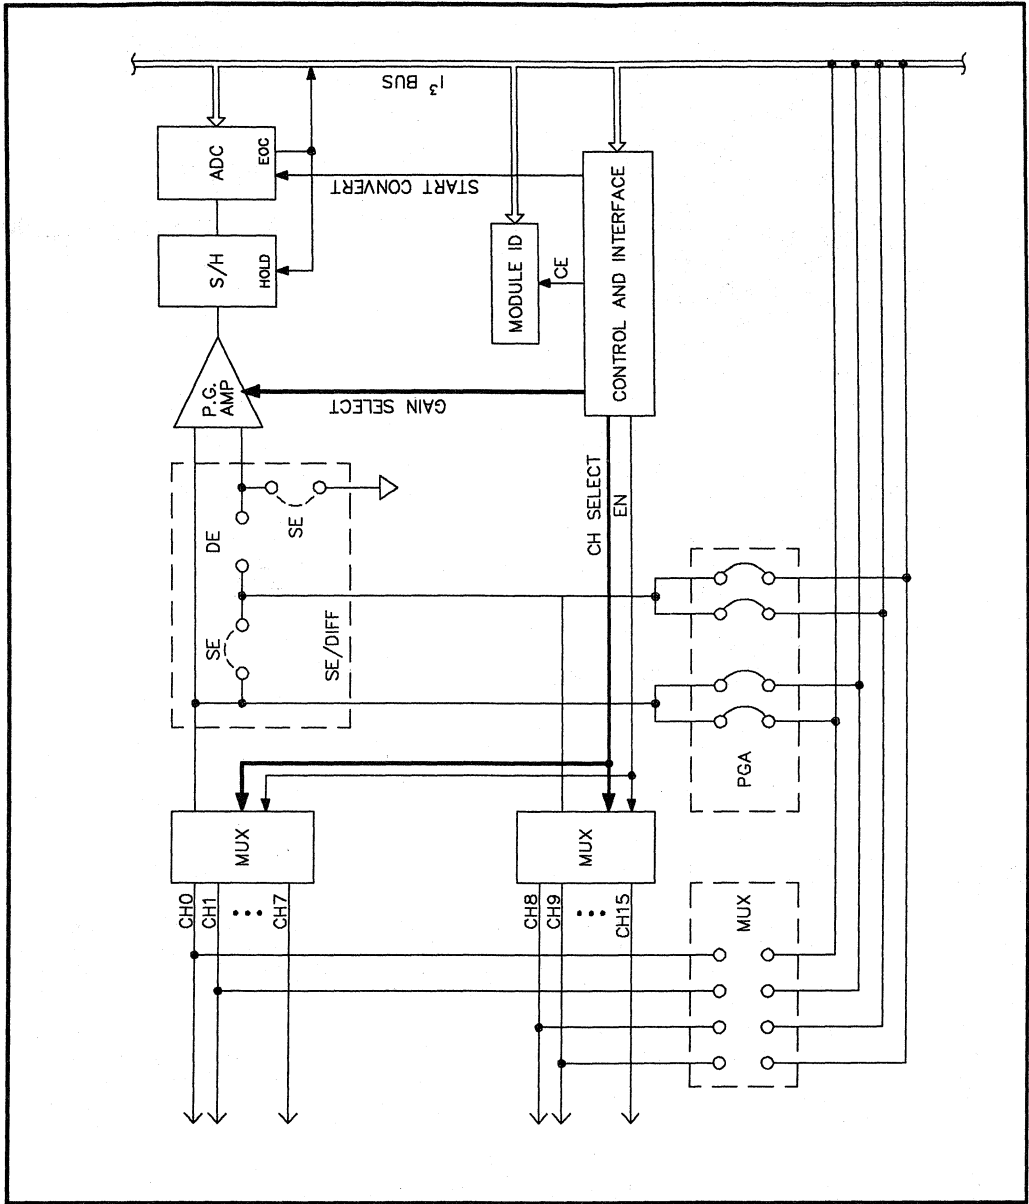 I³ BUS
ADC
EOC
START CONVERT
S/H
HOLD
MODULE ID
CE
CONTROL AND INTERFACE
P.G.
AMP
GAIN SELECT
CH SELECT
EN
DE
SE
SE
SE/DIFF
PGA
MUX
CH0
CH1
CH7
MUX
CH8
CH9
CH15
MUX